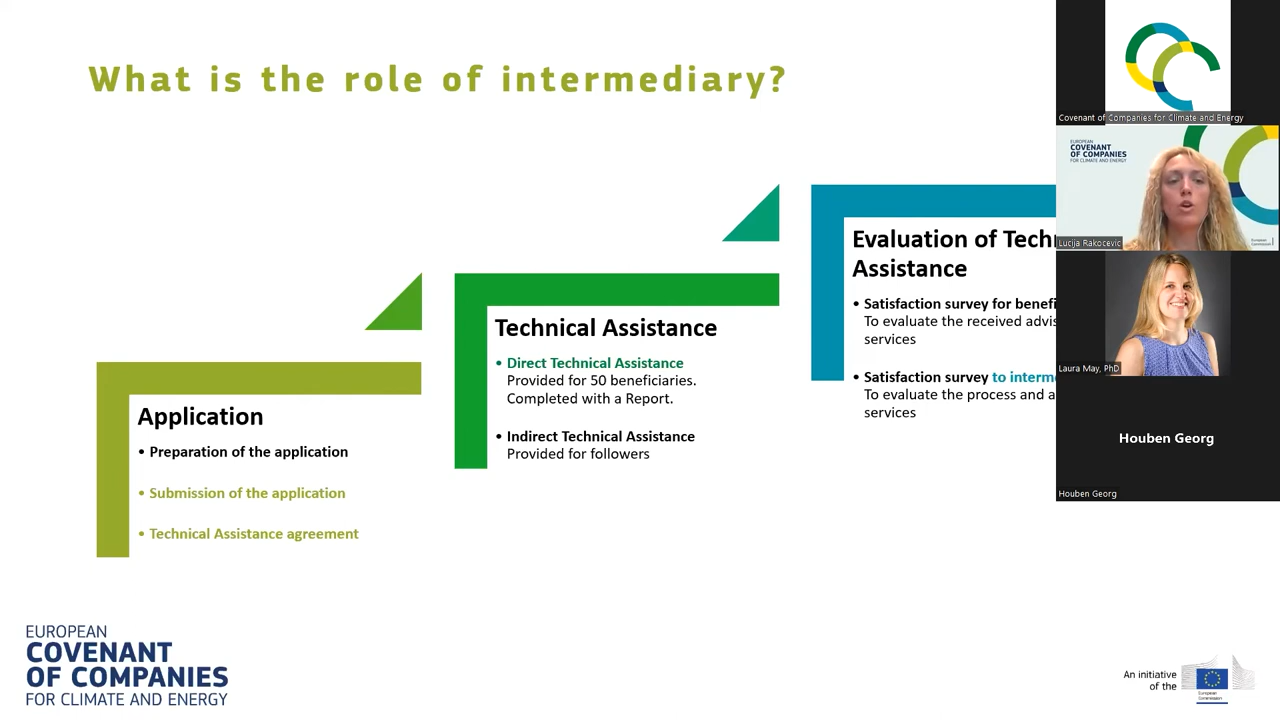 What is the role of intermediary?
Application
• Preparation of the application
• Submission of the application
• Technical Assistance agreement
Technical Assistance
• Direct Technical Assistance
Provided for 50 beneficiaries.
Completed with a Report.
• Indirect Technical Assistance
Provided for followers
Evaluation of Tech
Assistance
• Satisfaction survey for benefi
To evaluate the received advis
services
• Satisfaction survey to interm
To evaluate the process and a
services
Covenant of Companies for Climate and Energy
EUROPEAN
COVENANT
OF COMPANIES
FOR CLIMATE AND ENERGY
European
Commission
Lucija Rakocevic
Laura May, PhD
Houben Georg
Houben Georg
EUROPEAN
COVENANT
OF COMPANIES
FOR CLIMATE AND ENERGY
An initiative
of the
European
Commission